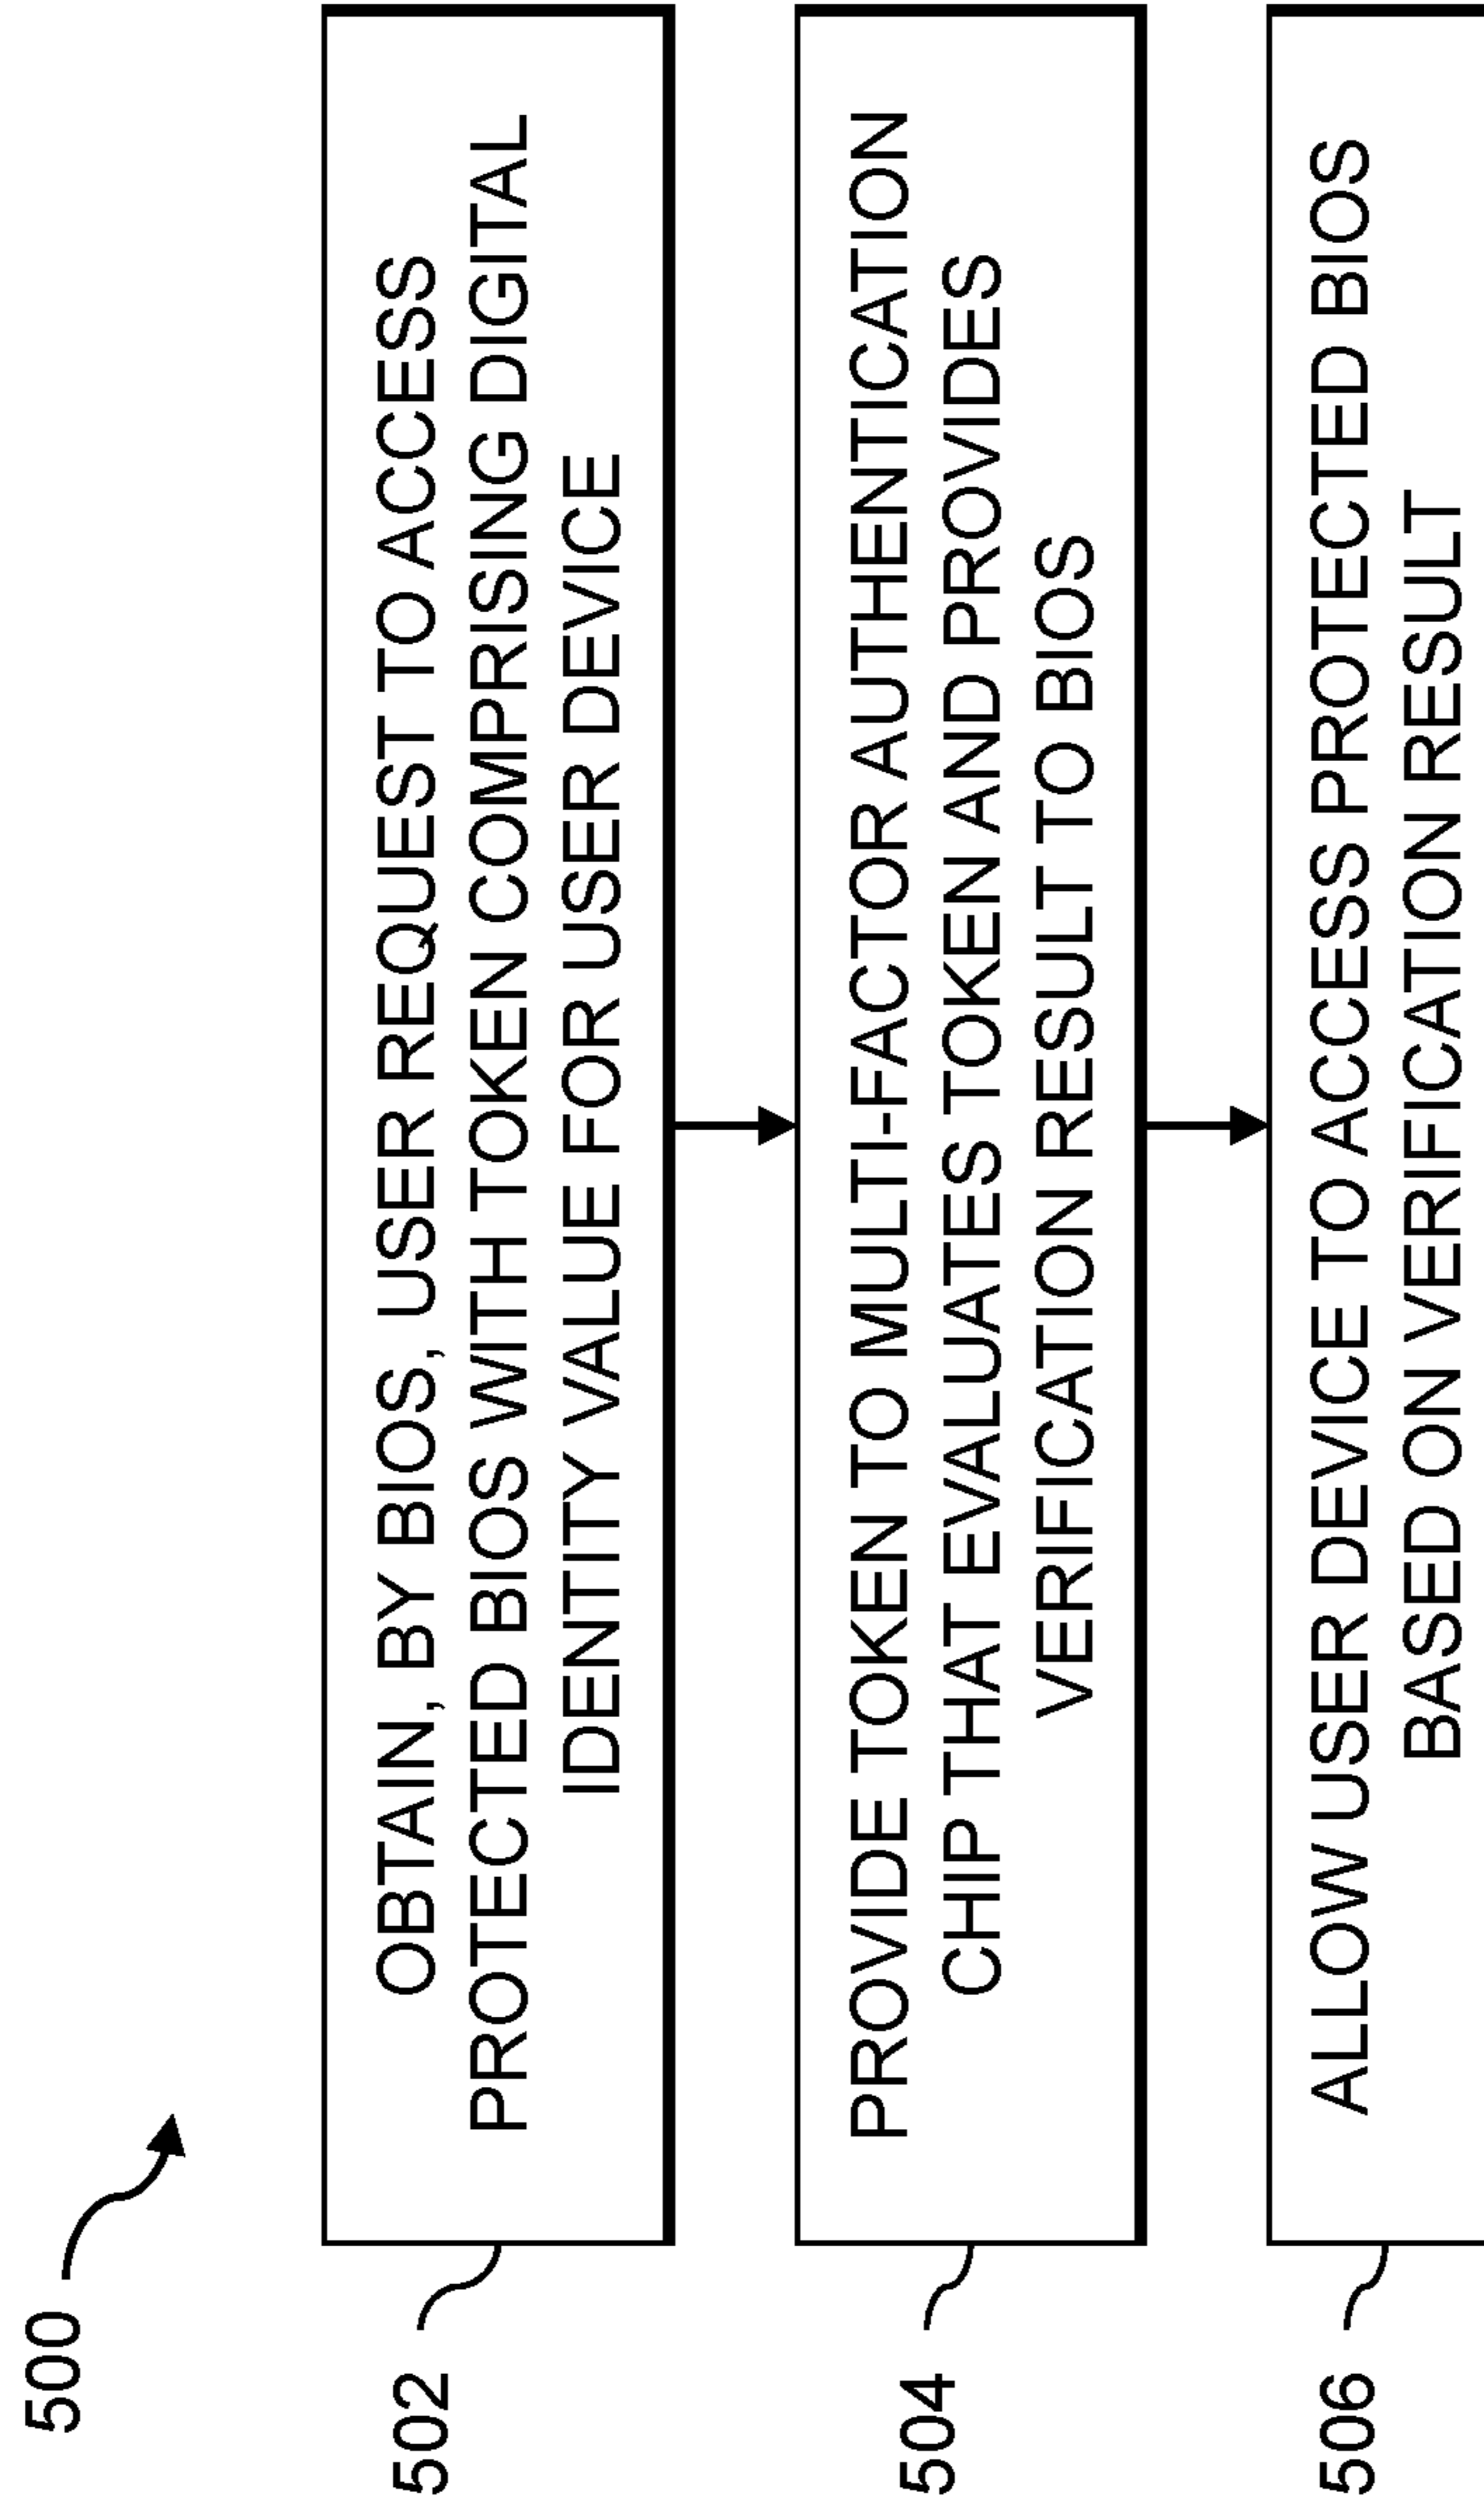 500
502
OBTAIN, BY BIOS, USER REQUEST TO ACCESS
PROTECTED BIOS WITH TOKEN COMPRISING DIGITAL
IDENTITY VALUE FOR USER DEVICE
504
PROVIDE TOKEN TO MULTI-FACTOR AUTHENTICATION
CHIP THAT EVALUATES TOKEN AND PROVIDES
VERIFICATION RESULT TO BIOS
506
ALLOW USER DEVICE TO ACCESS PROTECTED BIOS
BASED ON VERIFICATION RESULT